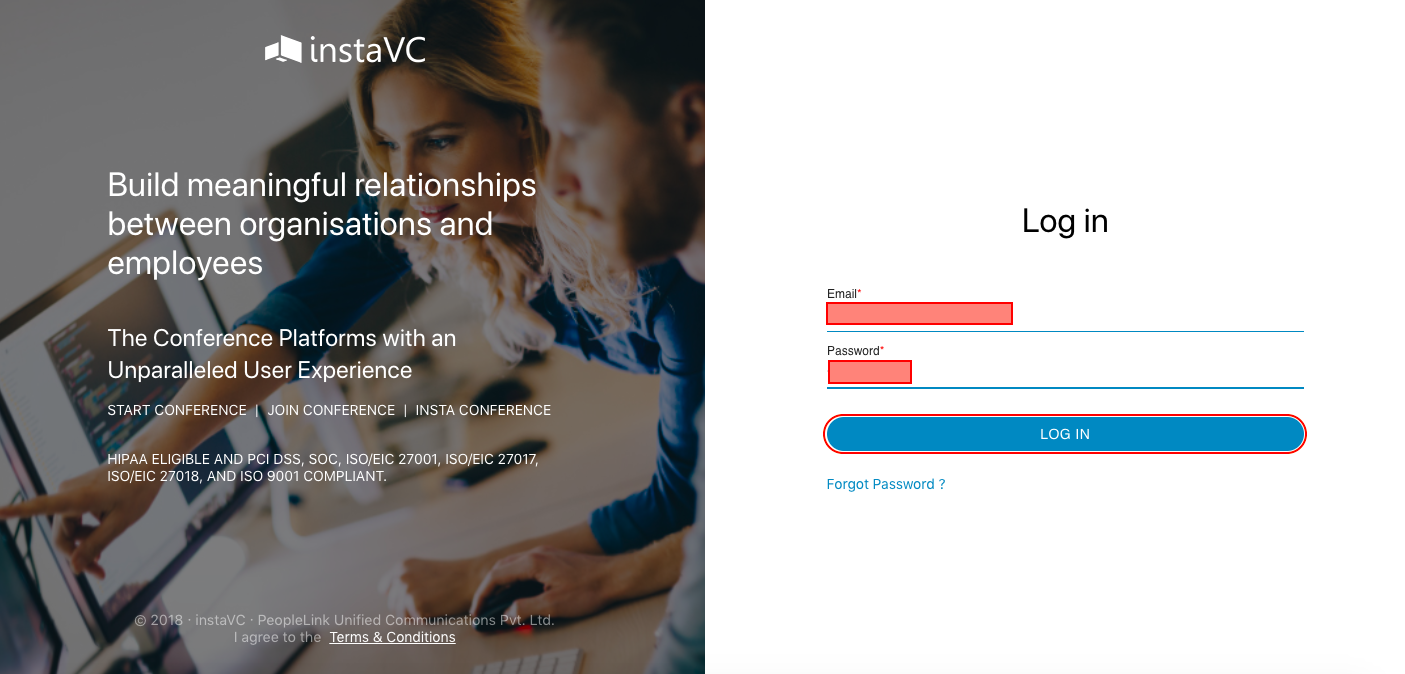 instaVC
Build meaningful relationships
between organisations and
employees
The Conference Platforms with an
Unparalleled User Experience
START CONFERENCE | JOIN CONFERENCE | INSTA CONFERENCE
HIPAA ELIGIBLE AND PCI DSS, SOC, ISO/EIC 27001, ISO/EIC 27017,
ISO/EIC 27018, AND ISO 9001 COMPLIANT.
© 2018 · instaVC · PeopleLink Unified Communications Pvt. Ltd.
I agree to the Terms & Conditions
Log in
Email*
Password*
LOG IN
Forgot Password ?